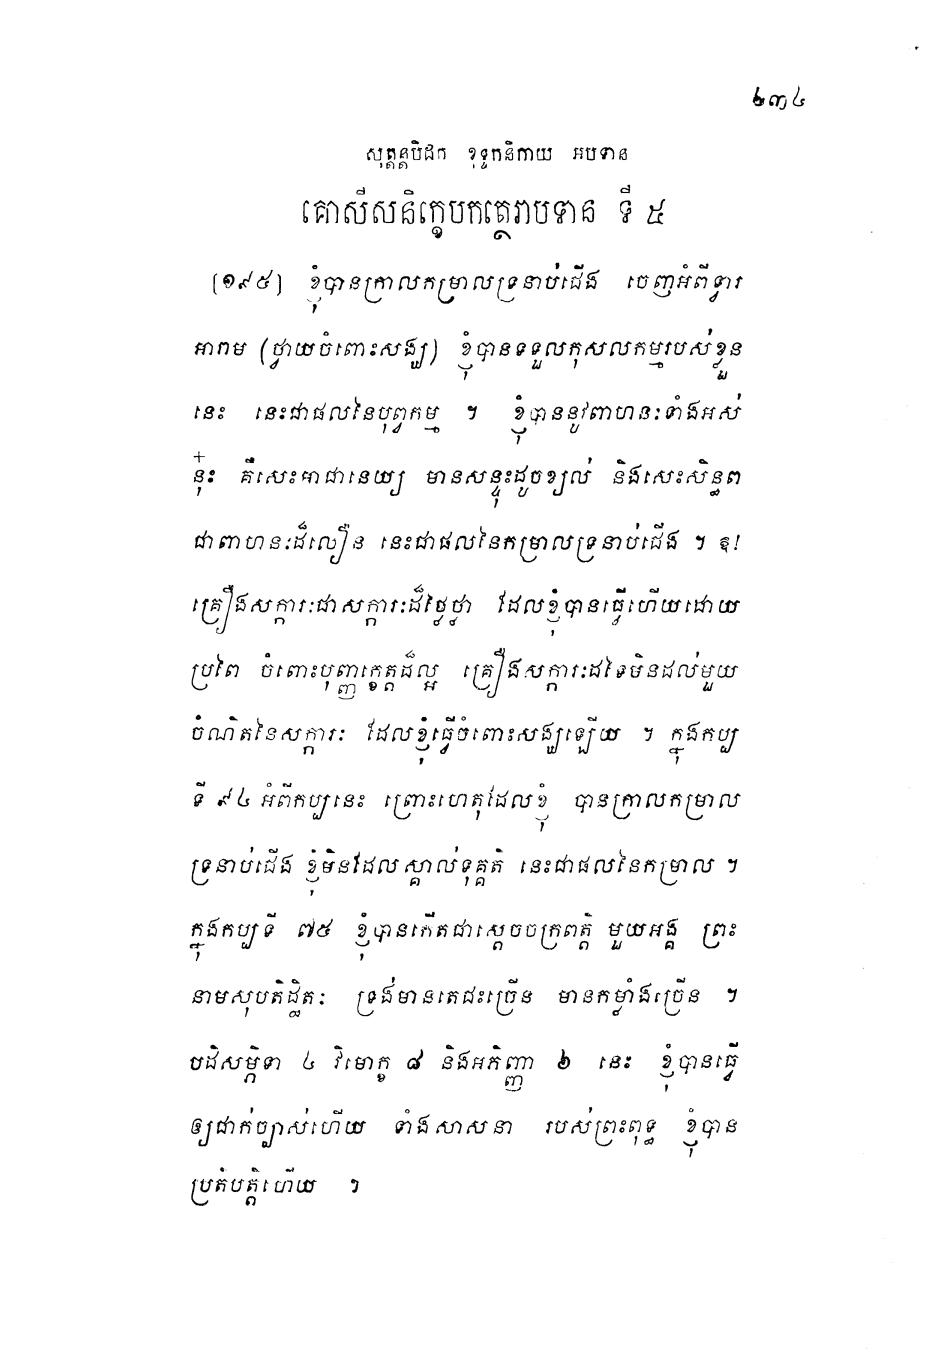 ២៣៤
សុត្តន្តបិដក ខុទ្ទកនិកាយ អបទាន
គោសីសនិក្ខេបកត្ថេរាបទាន ទី ៥
[១៩៥] ខ្ញុំបានក្រាលកម្រាលទ្រនាប់ជើង ចេញអំពីទ្វារ
អារាម (ថ្វាយចំពោះសង្ឃ) ខ្ញុំបានទទួលកុសលកម្មរបស់ខ្លួន
នេះ នេះជាផលនៃបុព្វកម្ម ។ ខ្ញុំបាននូវពាហនៈទាំងអស់
នុ៎ះ គឺសេះអាជានេយ្យ មានសន្ទុះដូចខ្យល់ និងសេះសិន្ធព
ជាពាហនៈដ៏លឿន នេះជាផលនៃកម្រាលទ្រនាប់ជើង ។ ឱ!
គ្រឿងសក្ការៈជាសក្ការៈដ៏ថ្លៃថ្លា ដែលខ្ញុំបានធ្វើហើយដោយ
ប្រពៃ ចំពោះបុញ្ញក្ខេត្តដ៏ល្អ គ្រឿងសក្ការៈដទៃមិនដល់មួយ
ចំណិតនៃសក្ការៈ ដែលខ្ញុំធ្វើចំពោះសង្ឃឡើយ ។ ក្នុងកប្ប
ទី ៩៤ អំពីកប្បនេះ ព្រោះហេតុដែលខ្ញុំ បានក្រាលកម្រាល
ទ្រនាប់ជើង ខ្ញុំមិនដែលស្គាល់ទុគ្គតិ នេះជាផលនៃកម្រាល ។
ក្នុងកប្បទី ៧៥ ខ្ញុំបានកើតជាស្តេចចក្រពត្តិ មួយអង្គ ព្រះ
នាមសុបតិដ្ឋិតៈ ទ្រង់មានតេជះច្រើន មានកម្លាំងច្រើន ។
បដិសម្ភិទា ៤ វិមោក្ខ ៨ និងអភិញ្ញា ៦ នេះ ខ្ញុំបានធ្វើ
ឲ្យជាក់ច្បាស់ហើយ ទាំងសាសនា របស់ព្រះពុទ្ធ ខ្ញុំបាន
ប្រតិបត្តិហើយ ។